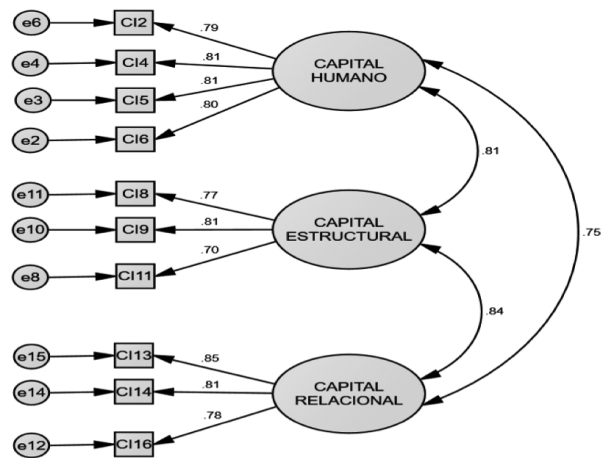 e6 CI2 .79
e4 CI4 .81
e3 CI5 .81
e2 CI6 .80
CAPITAL
HUMANO
.81
.75
e11 CI8 .77
e10 CI9 .81
e8 CI11 .70
CAPITAL
ESTRUCTURAL
.84
e15 CI13 .85
e14 CI14 .81
e12 CI16 .78
CAPITAL
RELACIONAL